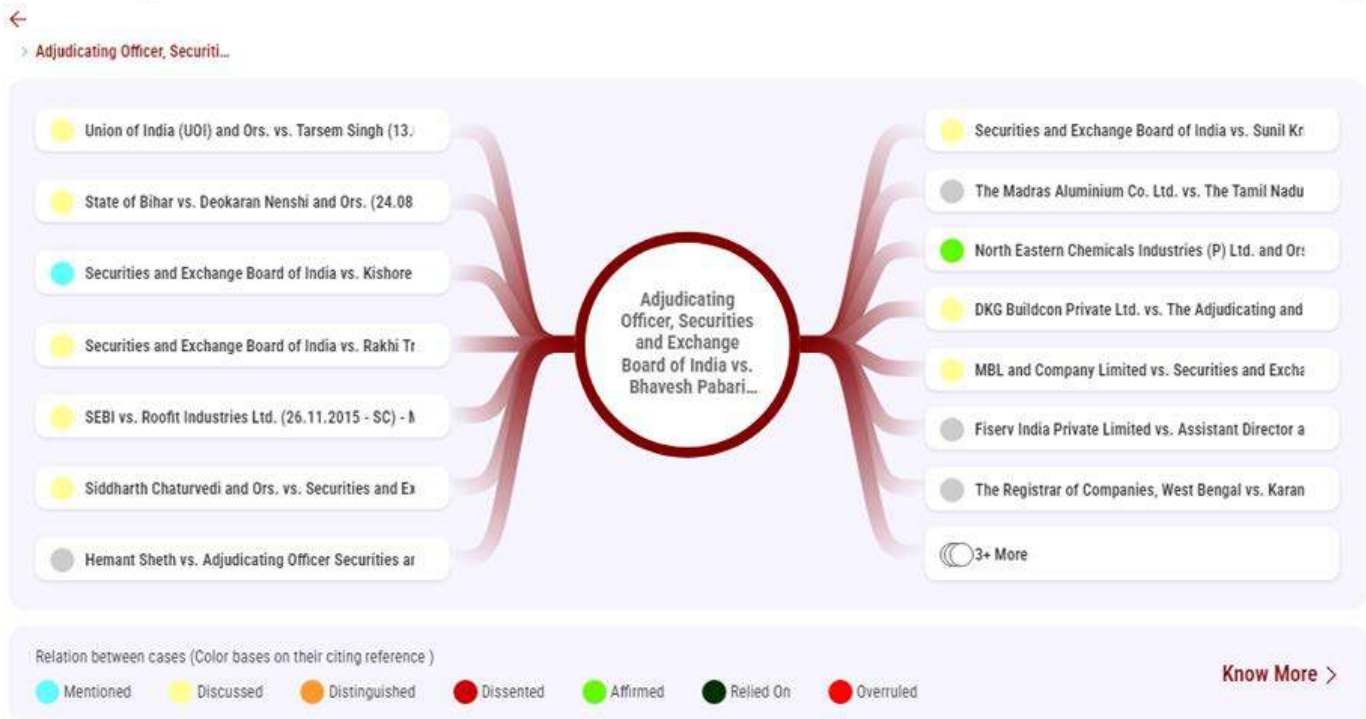 Adjudicating Officer, Securiti...
Union of India (UOI) and Ors. vs. Tarsem Singh (13.
State of Bihar vs. Deokaran Nenshi and Ors. (24.08
Securities and Exchange Board of India vs. Kishore
Securities and Exchange Board of India vs. Rakhi Tr
SEBI vs. Roofit Industries Ltd. (26.11.2015 - SC) -
Siddharth Chaturvedi and Ors. vs. Securities and Ex
Hemant Sheth vs. Adjudicating Officer Securities ar
Adjudicating
Officer, Securities
and Exchange
Board of India vs.
Bhavesh Pabari...
Securities and Exchange Board of India vs. Sunil Kr
The Madras Aluminium Co. Ltd. vs. The Tamil Nadu
North Eastern Chemicals Industries (P) Ltd. and Ors
DKG Buildcon Private Ltd. vs. The Adjudicating and
MBL and Company Limited vs. Securities and Excha
Fiserv India Private Limited vs. Assistant Director a
The Registrar of Companies, West Bengal vs. Karan
3+ More
Relation between cases (Color bases on their citing reference )
Mentioned Discussed Distinguished Dissented Affirmed Relied On Overruled
Know More >